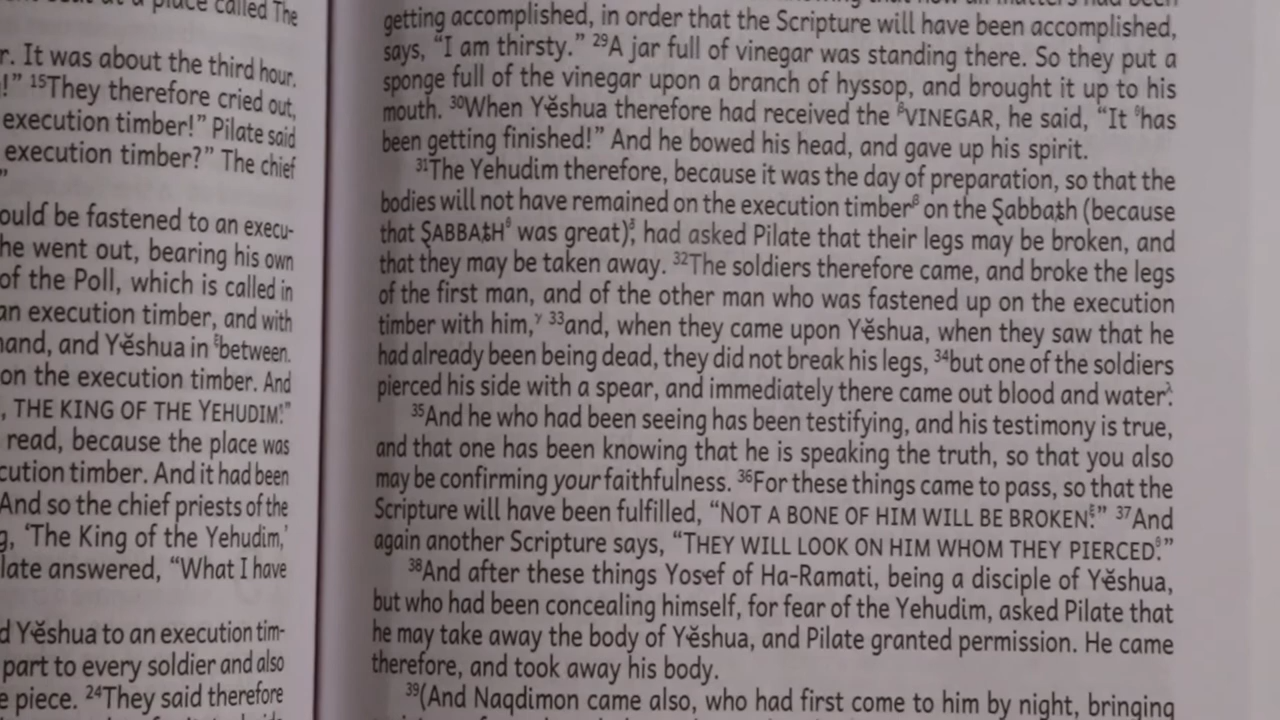 place called The
r. It was about the third hour.
!” ¹⁵They therefore cried out,
execution timber!” Pilate said
execution timber?” The chief
”
ould be fastened to an execu-
he went out, bearing his own
of the Poll, which is called in
an execution timber, and with
hand, and Yĕshua in ᵋbetween.
on the execution timber. And
, THE KING OF THE YEHUDIM.”
read, because the place was
cution timber. And it had been
And so the chief priests of the
g, ‘The King of the Yehudim,’
late answered, “What I have
d Yĕshua to an execution tim-
part to every soldier and also
e piece. ²⁴They said therefore
getting accomplished, in order that the Scripture will have been accomplished,
says, “I am thirsty.” ²⁹A jar full of vinegar was standing there. So they put a
sponge full of the vinegar upon a branch of hyssop, and brought it up to his
mouth. ³⁰When Yĕshua therefore had received the VINEGAR, he said, “It has
been getting finished!” And he bowed his head, and gave up his spirit.
³¹The Yehudim therefore, because it was the day of preparation, so that the
bodies will not have remained on the execution timber on the Şabbaŧh (because
that ŞABBAŧH was great), had asked Pilate that their legs may be broken, and
that they may be taken away. ³²The soldiers therefore came, and broke the legs
of the first man, and of the other man who was fastened up on the execution
timber with him,ᵞ ³³and, when they came upon Yĕshua, when they saw that he
had already been being dead, they did not break his legs, ³⁴but one of the soldiers
pierced his side with a spear, and immediately there came out blood and water.
³⁵And he who had been seeing has been testifying, and his testimony is true,
and that one has been knowing that he is speaking the truth, so that you also
may be confirming your faithfulness. ³⁶For these things came to pass, so that the
Scripture will have been fulfilled, “NOT A BONE OF HIM WILL BE BROKEN.” ³⁷And
again another Scripture says, “THEY WILL LOOK ON HIM WHOM THEY PIERCED.”
³⁸And after these things Yosef of Ha-Ramati, being a disciple of Yĕshua,
but who had been concealing himself, for fear of the Yehudim, asked Pilate that
he may take away the body of Yĕshua, and Pilate granted permission. He came
therefore, and took away his body.
³⁹(And Naqdimon came also, who had first come to him by night, bringing